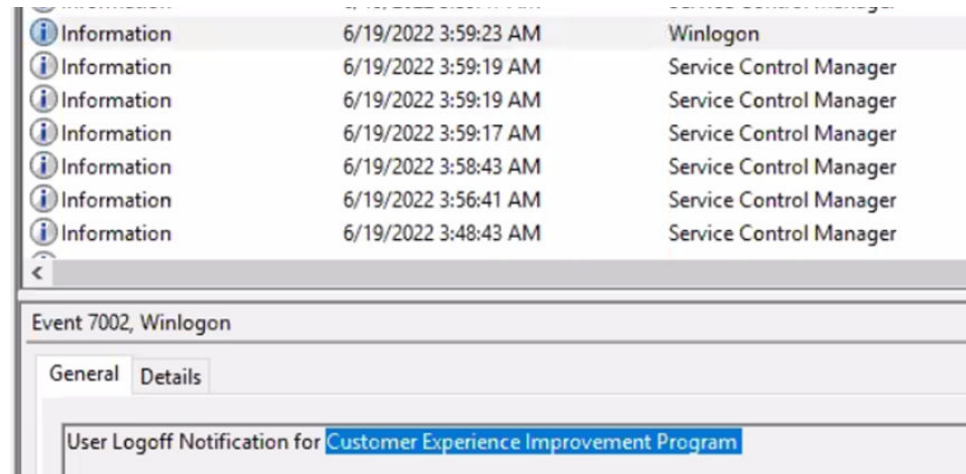 Information 6/19/2022 3:59:23 AM Winlogon
Information 6/19/2022 3:59:19 AM Service Control Manager
Information 6/19/2022 3:59:19 AM Service Control Manager
Information 6/19/2022 3:59:17 AM Service Control Manager
Information 6/19/2022 3:58:43 AM Service Control Manager
Information 6/19/2022 3:56:41 AM Service Control Manager
Information 6/19/2022 3:48:43 AM Service Control Manager
Event 7002, Winlogon
General Details
User Logoff Notification for Customer Experience Improvement Program